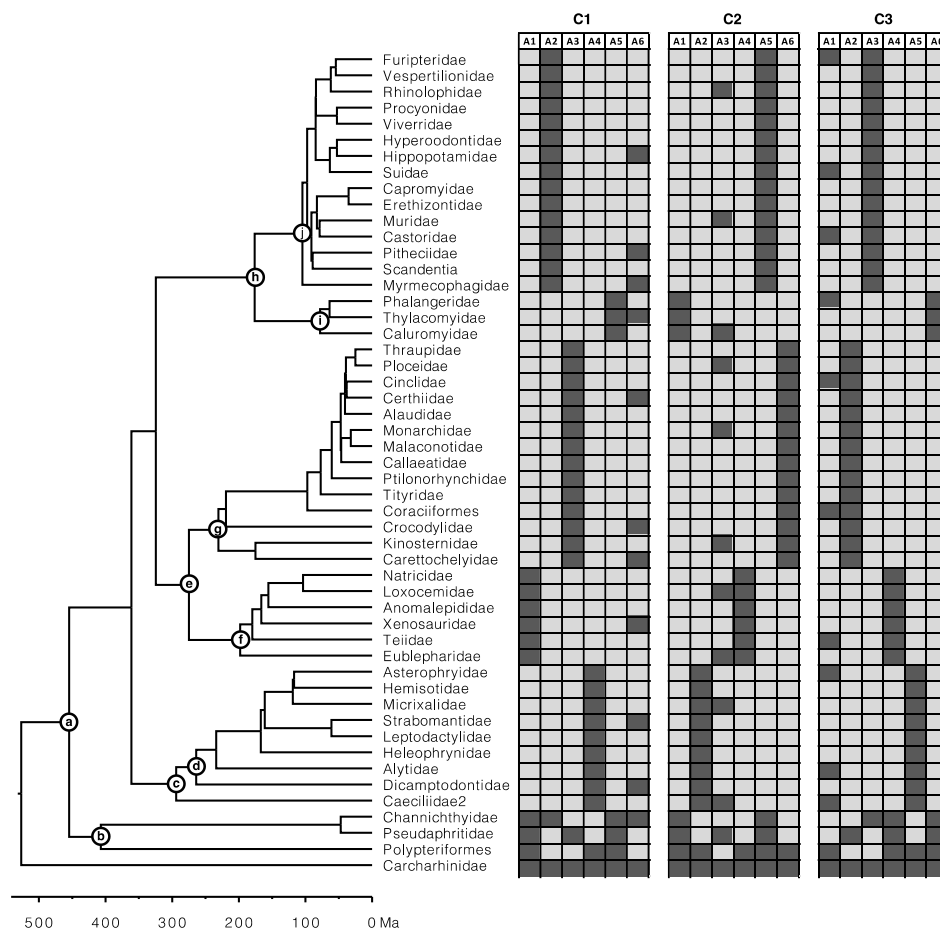 C1 C2 C3
A1 A2 A3 A4 A5 A6 A1 A2 A3 A4 A5 A6 A1 A2 A3 A4 A5 A6
Furipteridae
Vespertilionidae
Rhinolophidae
Procyonidae
Viverridae
Hyperoodontidae
Hippopotamidae
Suidae
Capromyidae
Erethizontidae
Muridae
j
Castoridae
Pitheciidae
Scandentia
h
Myrmecophagidae
Phalangeridae
Thylacomyidae
i
Caluromyidae
Thraupidae
Ploceidae
Cinclidae
Certhiidae
Alaudidae
Monarchidae
Malaconotidae
Callaeatidae
Ptilonorhynchidae
Tityridae
Coraciiformes
Crocodylidae
g
Kinosternidae
Carettochelyidae
Natricidae
e
Loxocemidae
Anomalepididae
Xenosauridae
Teiidae
f
Eublepharidae
Asterophryidae
Hemisotidae
Micrixalidae
Strabomantidae
a
Leptodactylidae
Heleophrynidae
Alytidae
d
Dicamptodontidae
c
Caeciliidae2
Channichthyidae
Pseudaphritidae
b
Polypteriformes
Carcharhinidae
500 400 300 200 100 0 Ma